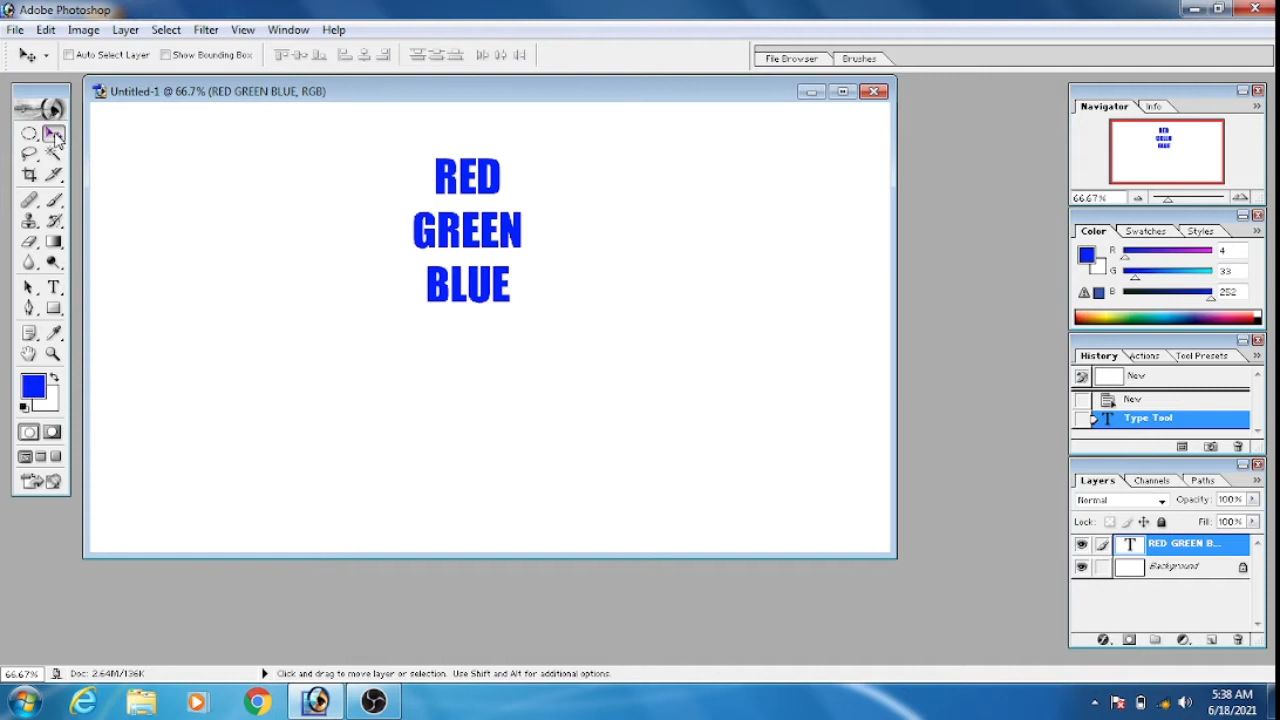 Adobe Photoshop
File Edit Image Layer Select Filter View Window Help
Auto Select Layer Show Bounding Box File Browser Brushes
Untitled-1 @ 66.7% (RED GREEN BLUE, RGB)
RED
GREEN
BLUE
Navigator Info
RED
GREEN
BLUE
66.67%
Color Swatches Styles
R 4
G 33
B 252
History Actions Tool Presets
New
New
T Type Tool
Layers Channels Paths
Normal Opacity: 100%
Lock: Fill: 100%
T RED GREEN B...
Background
66.67% Doc: 2.64M/136K Click and drag to move layer or selection. Use Shift and Alt for additional options.
5:38 AM
6/18/2021